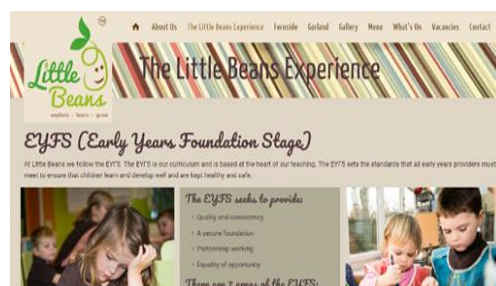 About Us The Little Beans Experience Fernside Garland Gallery Menu What's On Vacancies Contact
Little
Beans
explore · learn · grow
The Little Beans Experience
EYFS (Early Years Foundation Stage)
At Little Beans we follow the EYFS. The EYFS is our curriculum and is based at the heart of our teaching. The EYFS sets the standards that all early years providers must
meet to ensure that children learn and develop well and are kept healthy and safe.
The EYFS seeks to provide:
Quality and consistency
A secure foundation
Partnership working
Equality of opportunity
There are 7 areas of the EYFS: